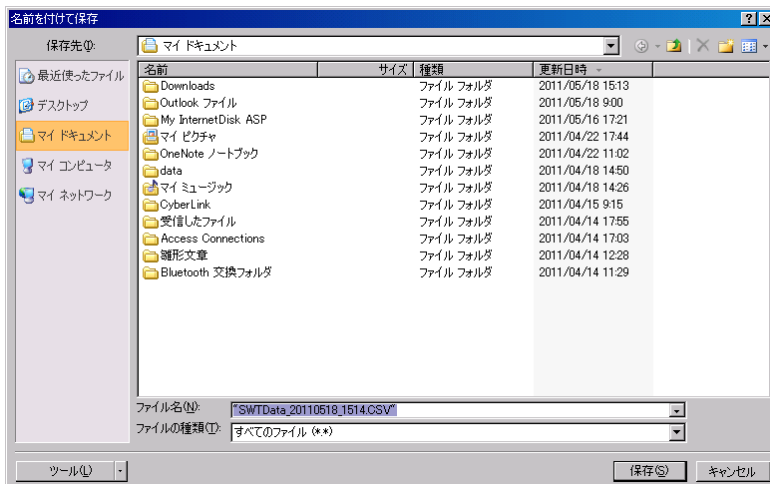 名前を付けて保存
保存先(I):
マイ ドキュメント
最近使ったファイル
デスクトップ
マイ ドキュメント
マイ コンピュータ
マイ ネットワーク
名前 サイズ 種類 更新日時
Downloads ファイル フォルダ 2011/05/18 15:13
Outlook ファイル ファイル フォルダ 2011/05/18 9:00
My InternetDisk ASP ファイル フォルダ 2011/05/16 17:21
マイ ピクチャ ファイル フォルダ 2011/04/22 17:44
OneNote ノートブック ファイル フォルダ 2011/04/22 11:02
data ファイル フォルダ 2011/04/18 14:50
マイ ミュージック ファイル フォルダ 2011/04/18 14:26
CyberLink ファイル フォルダ 2011/04/15 9:15
受信したファイル ファイル フォルダ 2011/04/14 17:55
Access Connections ファイル フォルダ 2011/04/14 17:03
雛形文章 ファイル フォルダ 2011/04/14 12:28
Bluetooth 交換フォルダ ファイル フォルダ 2011/04/14 11:29
ファイル名(N): "SWTData_20110518_1514.CSV"
ファイルの種類(T): すべてのファイル (*.*)
ツール(L) 保存(S) キャンセル